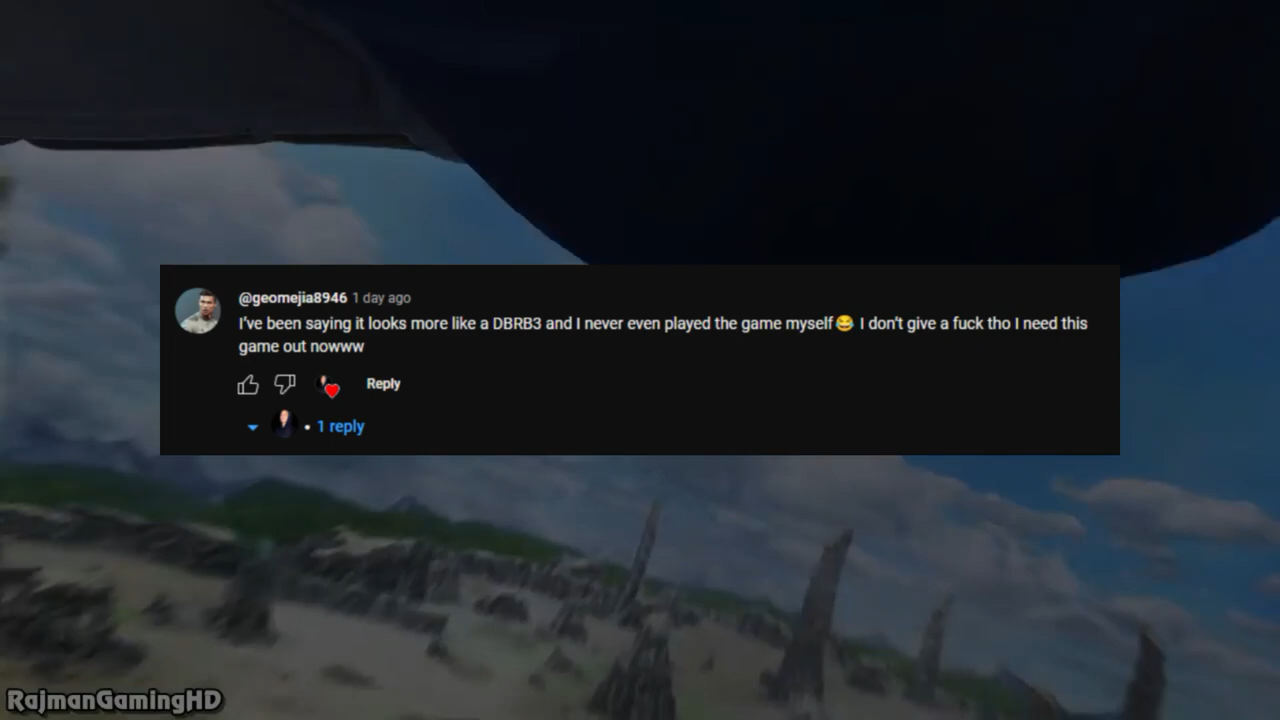 @geomejia8946 1 day ago
I've been saying it looks more like a DBRB3 and I never even played the game myself😂 I don't give a fuck tho I need this
game out nowww
Reply
• 1 reply
RajmanGamingHD